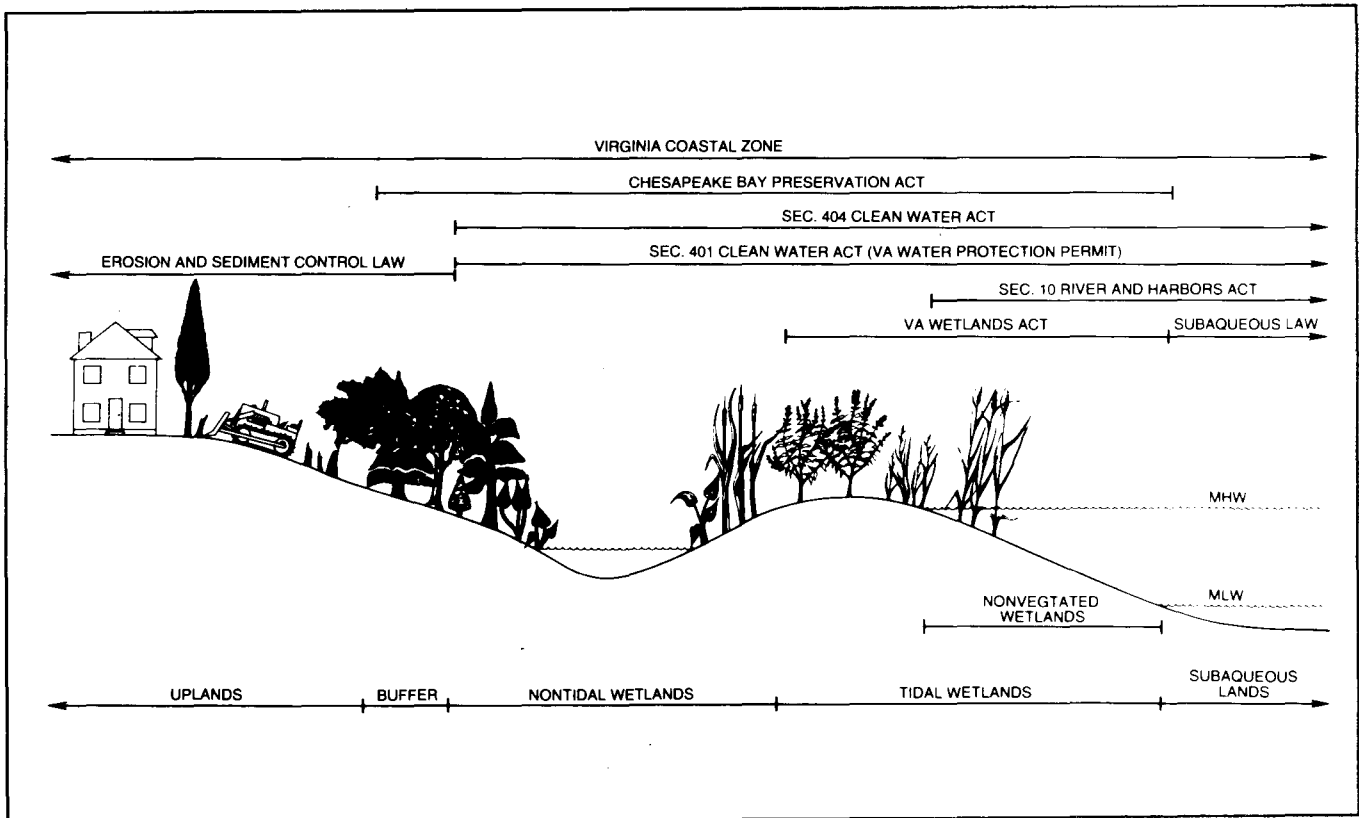 VIRGINIA COASTAL ZONE
CHESAPEAKE BAY PRESERVATION ACT
SEC. 404 CLEAN WATER ACT
SEC. 401 CLEAN WATER ACT (VA WATER PROTECTION PERMIT)
EROSION AND SEDIMENT CONTROL LAW
SEC. 10 RIVER AND HARBORS ACT
VA WETLANDS ACT
SUBAQUEOUS LAW
MHW
MLW
NONVEGTATED
WETLANDS
UPLANDS
BUFFER
NONTIDAL WETLANDS
TIDAL WETLANDS
SUBAQUEOUS
LANDS